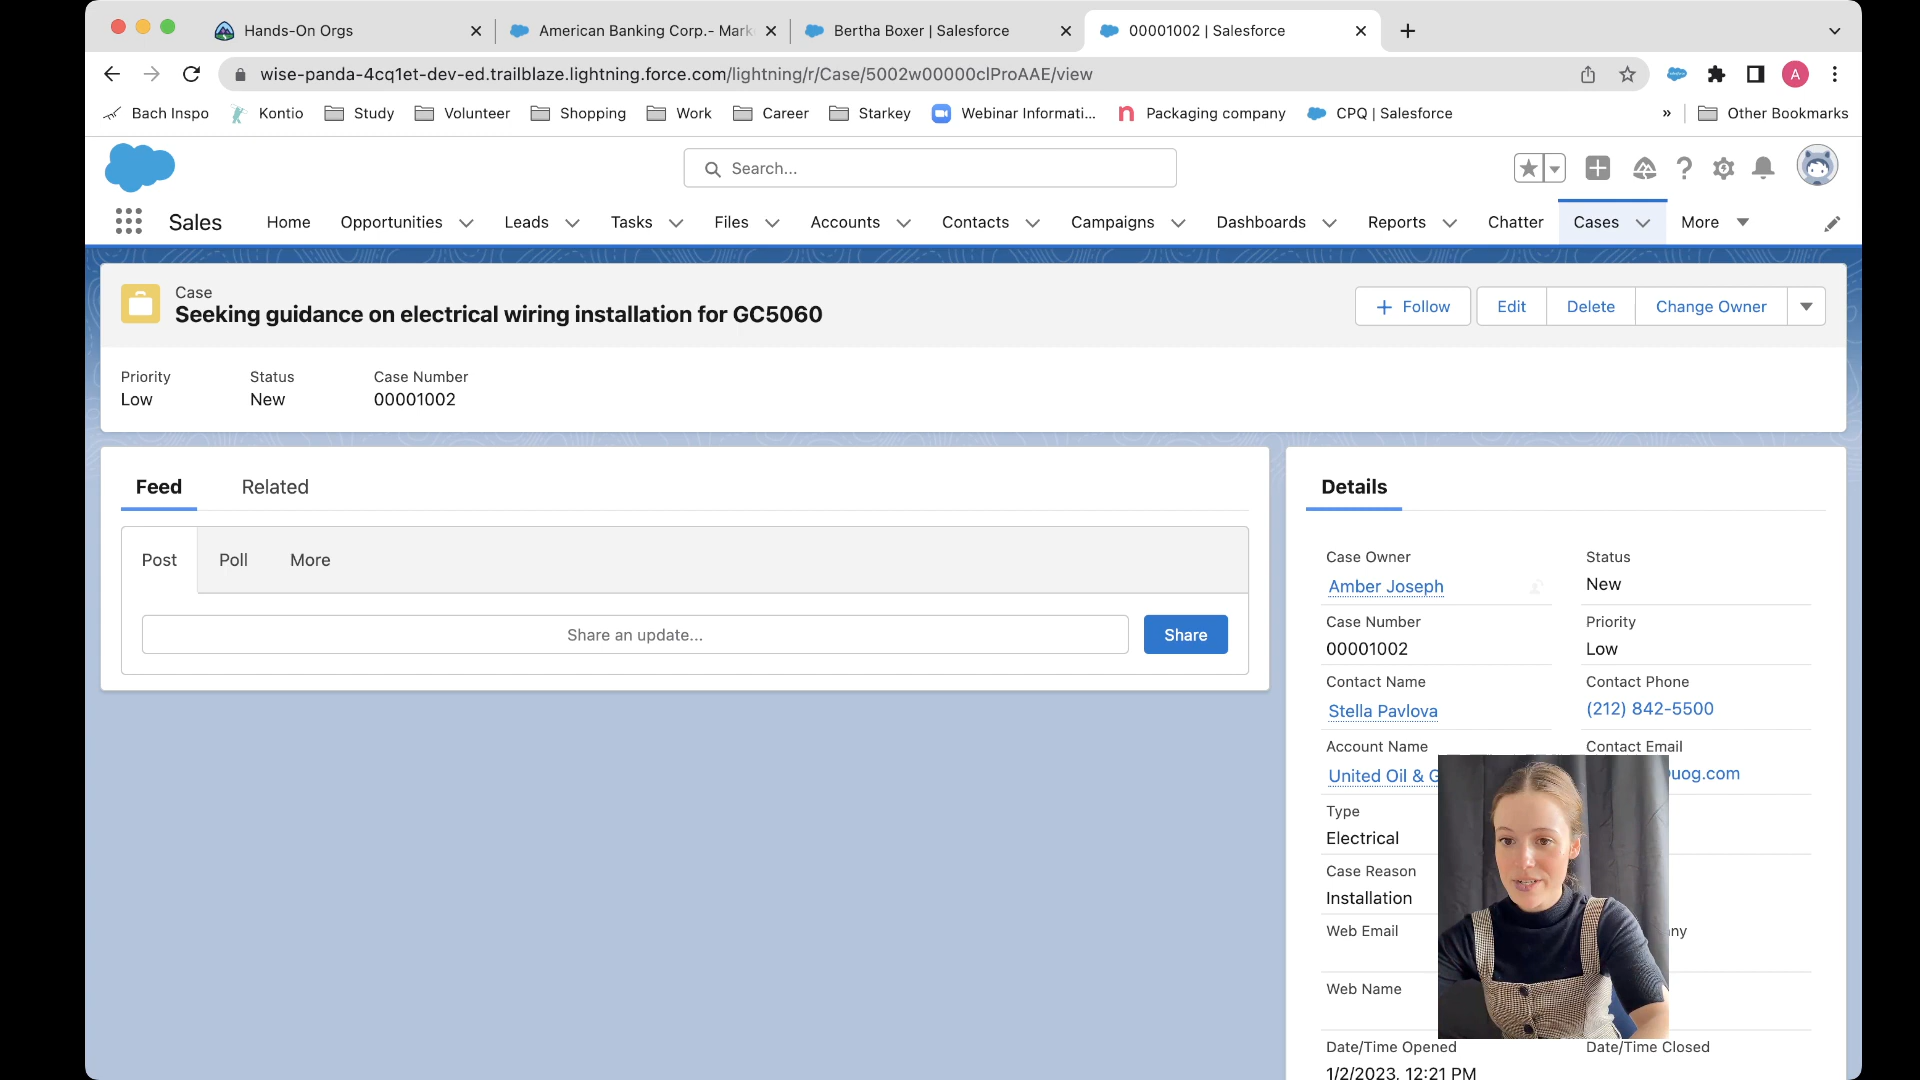 Hands-On Orgs
American Banking Corp.- Mark
Bertha Boxer | Salesforce
00001002 | Salesforce
wise-panda-4cq1et-dev-ed.trailblaze.lightning.force.com/lightning/r/Case/5002w00000clProAAE/view
A
Bach Inspo
Kontio
Study
Volunteer
Shopping
Work
Career
Starkey
Webinar Informati...
Packaging company
CPQ | Salesforce
»
Other Bookmarks
Search...
Sales
Home
Opportunities
Leads
Tasks
Files
Accounts
Contacts
Campaigns
Dashboards
Reports
Chatter
Cases
More
Case
Seeking guidance on electrical wiring installation for GC5060
+ Follow
Edit
Delete
Change Owner
Priority
Low
Status
New
Case Number
00001002
Feed
Related
Post
Poll
More
Share an update...
Share
Details
Case Owner
Amber Joseph
Status
New
Case Number
00001002
Priority
Low
Contact Name
Stella Pavlova
Contact Phone
(212) 842-5500
Account Name
United Oil & G
Contact Email
uog.com
Type
Electrical
Case Reason
Installation
Web Email
ny
Web Name
Date/Time Opened
1/2/2023, 12:21 PM
Date/Time Closed